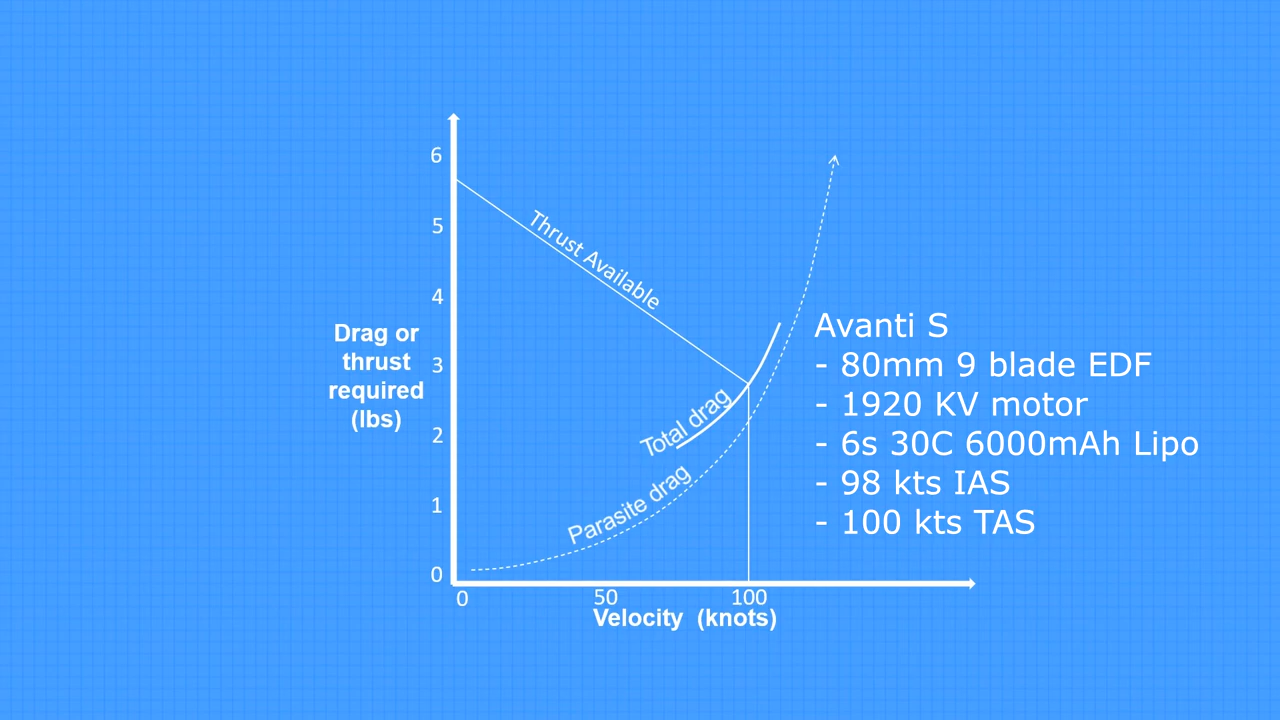 6
5
4
3
2
1
0
Drag or
thrust
required
(lbs)
Thrust Available
Total drag
Parasite drag
0 50 100
Velocity (knots)
Avanti S
- 80mm 9 blade EDF
- 1920 KV motor
- 6s 30C 6000mAh Lipo
- 98 kts IAS
- 100 kts TAS